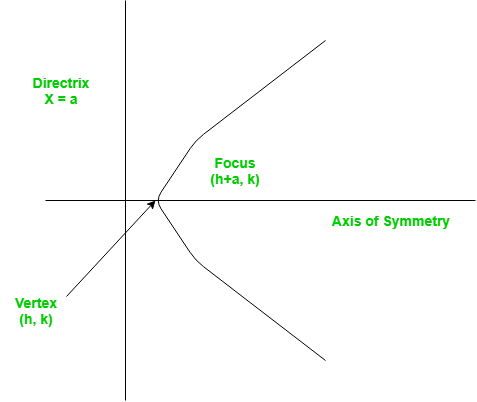 Directrix
X = a
Focus
(h+a, k)
Axis of Symmetry
Vertex
(h, k)